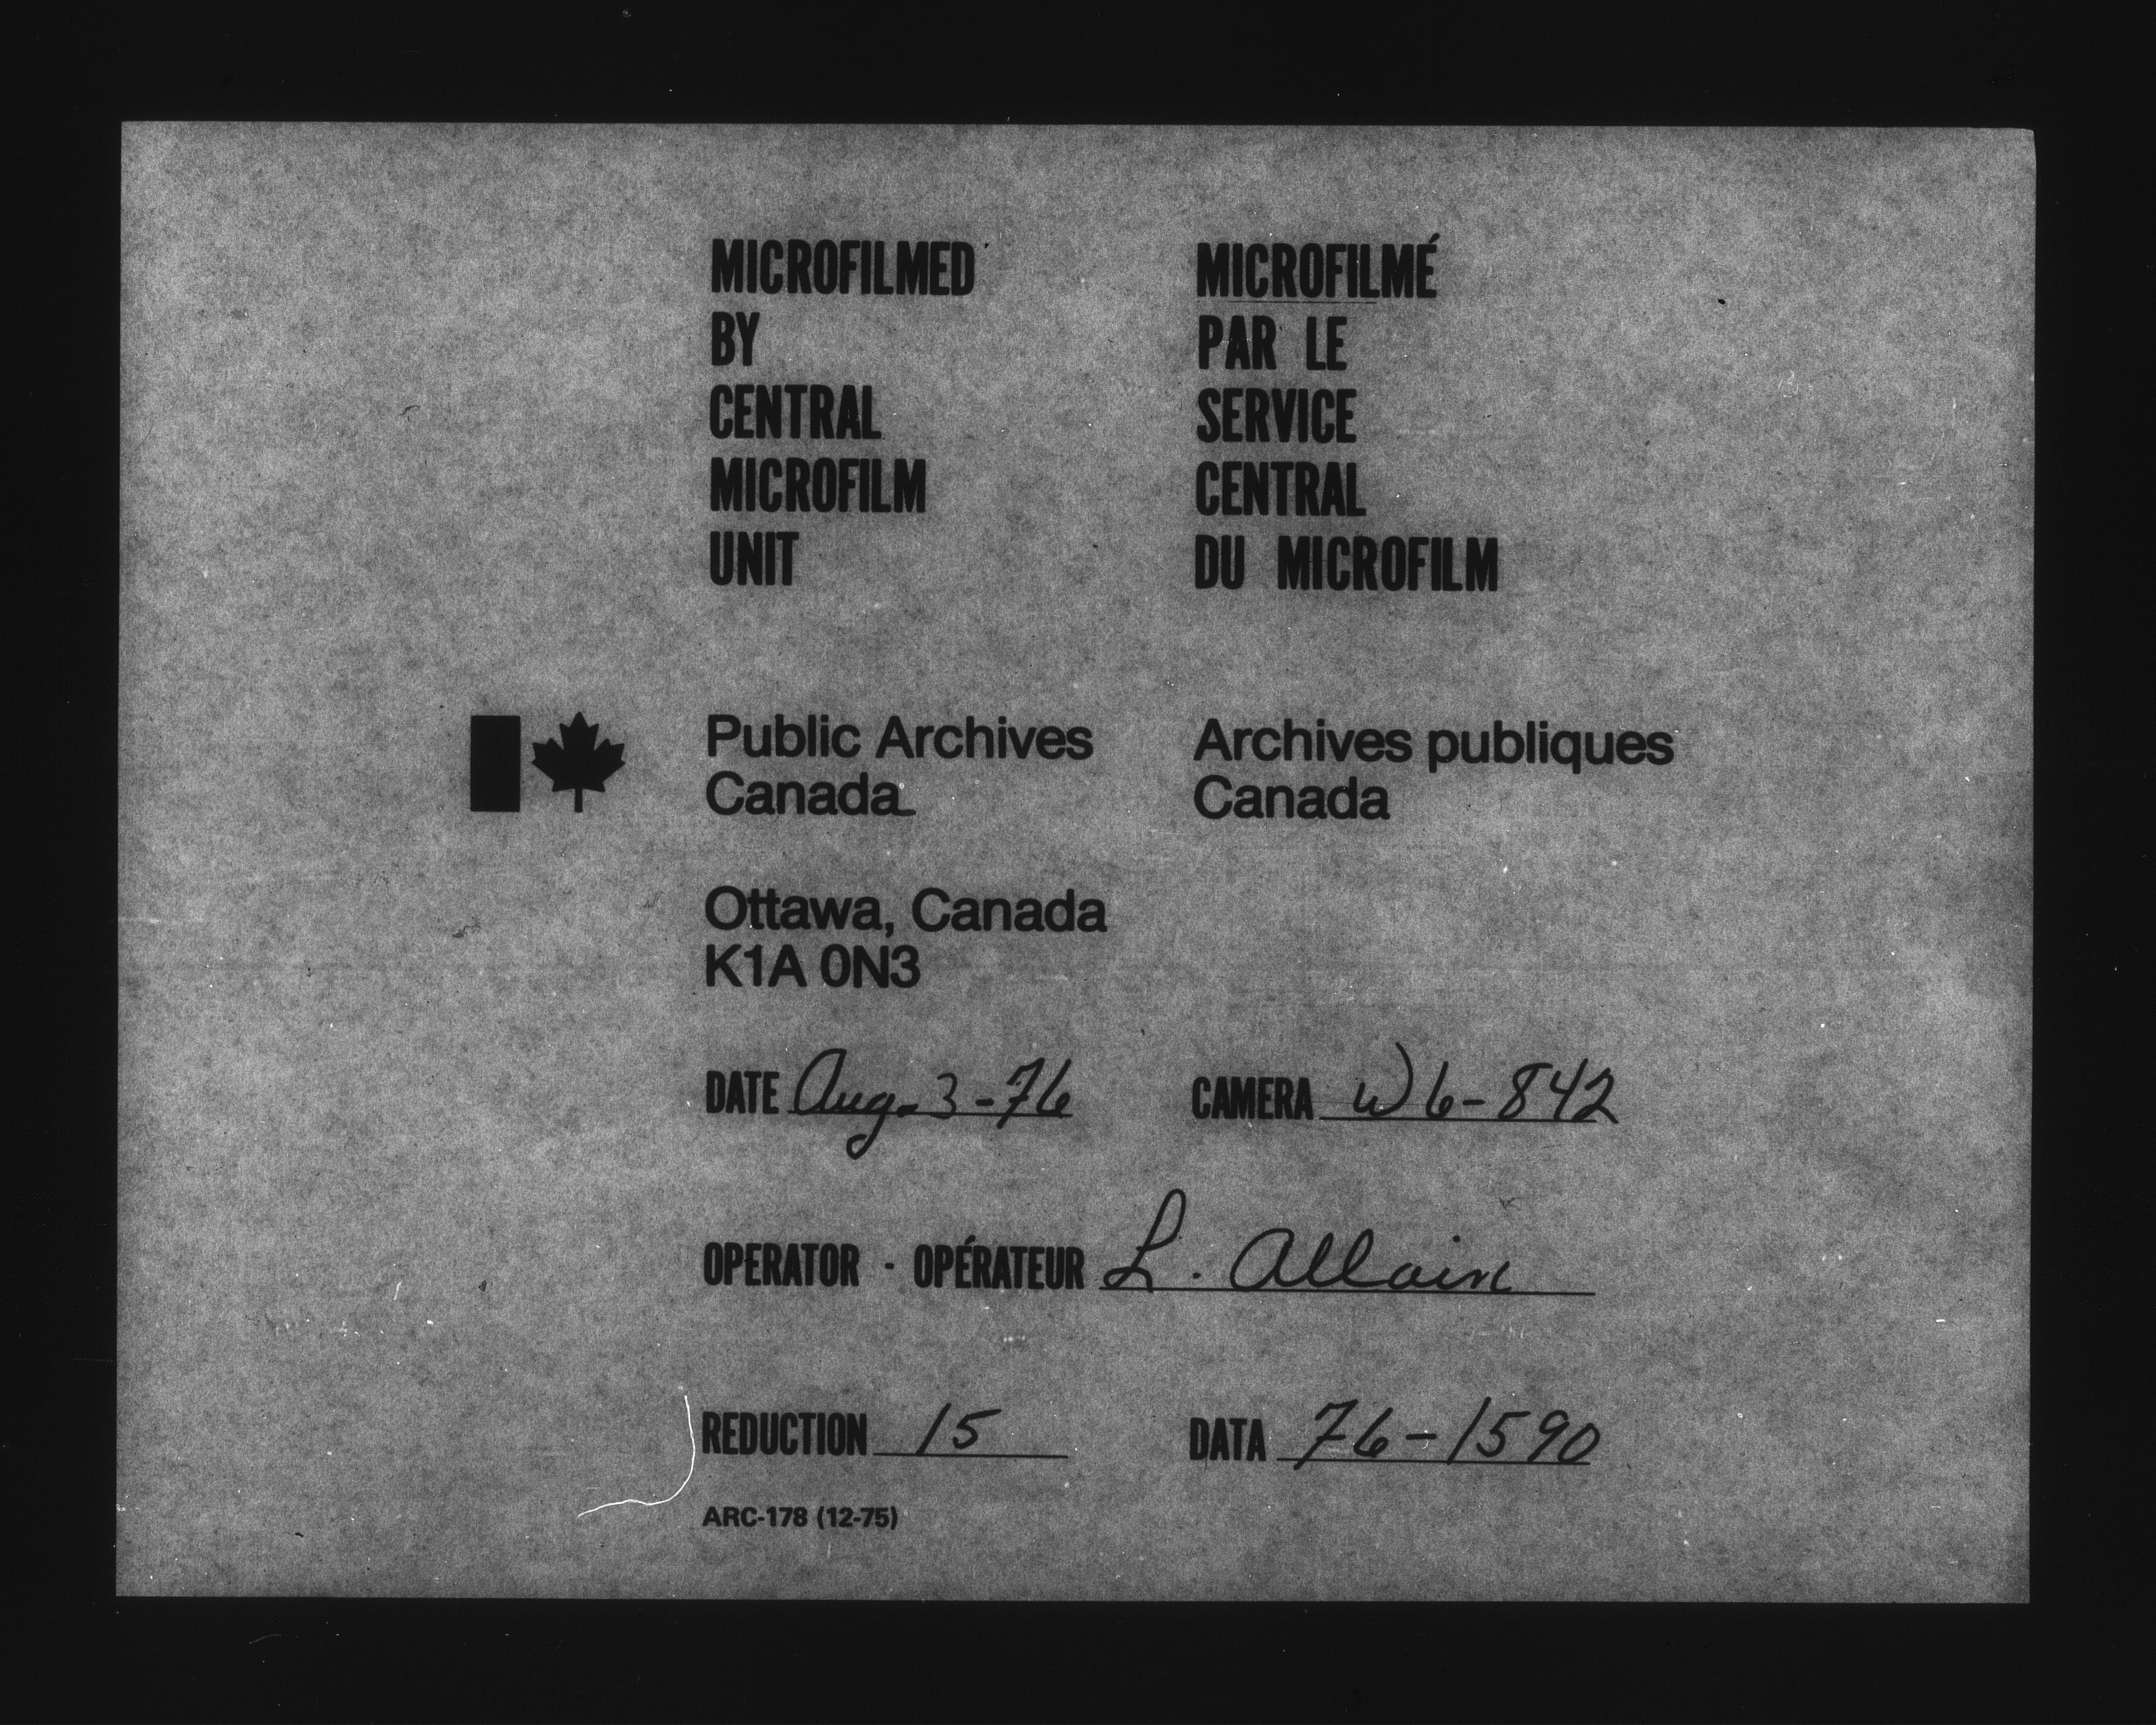 MICROFILMED
BY
CENTRAL
MICROFILM
UNIT
MICROFILMÉ
PAR LE
SERVICE
CENTRAL
DU MICROFILM
Public Archives
Canada
Archives publiques
Canada
Ottawa, Canada
K1A 0N3
DATE Aug. 3-76
CAMERA W6-842
OPERATOR - OPÉRATEUR L. Allain
REDUCTION 15
DATA 76-1590
ARC-178 (12-75)